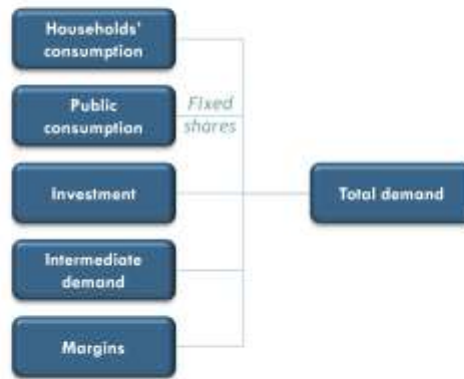 Households'
consumption
Public
consumption
Fixed
shares
Investment
Total demand
Intermediate
demand
Margins